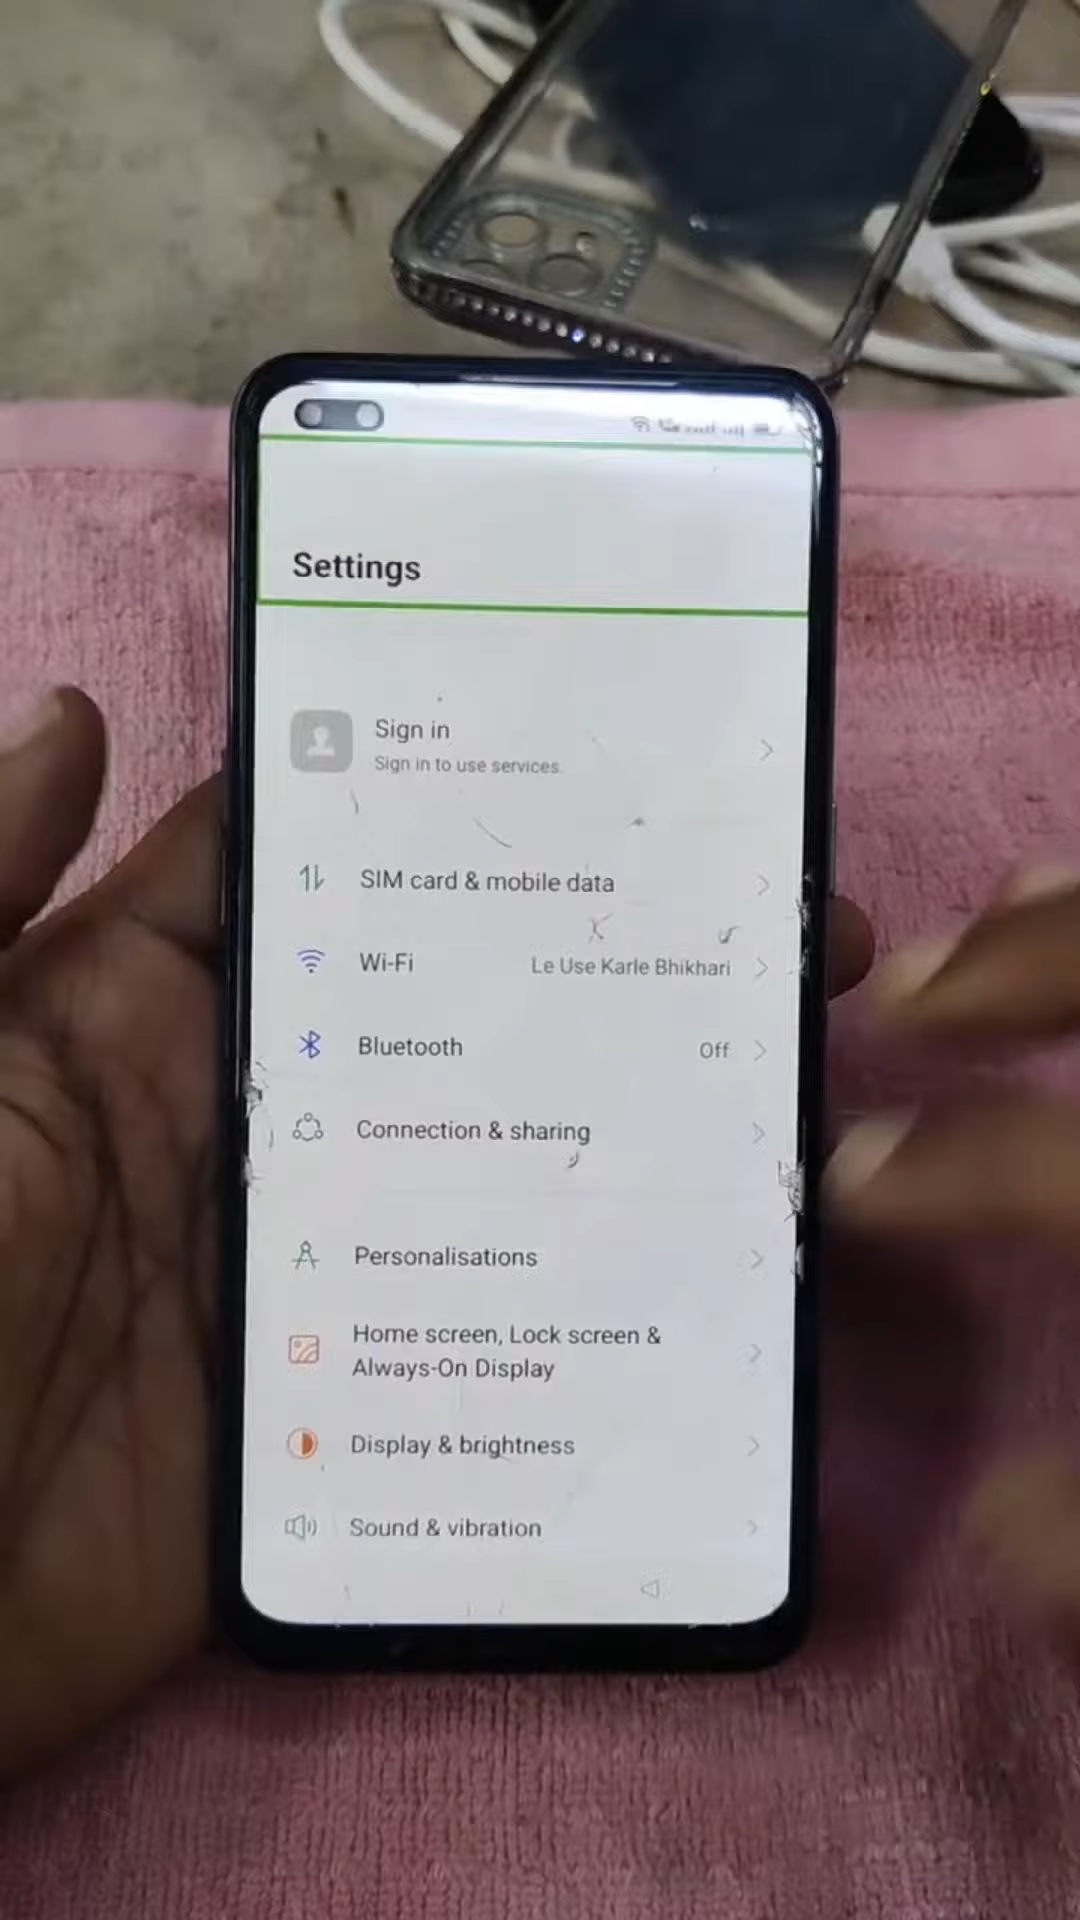 Settings
Sign in
Sign in to use services.
SIM card & mobile data
Wi-Fi Le Use Karle Bhikhari
Bluetooth Off
Connection & sharing
Personalisations
Home screen, Lock screen &
Always-On Display
Display & brightness
Sound & vibration